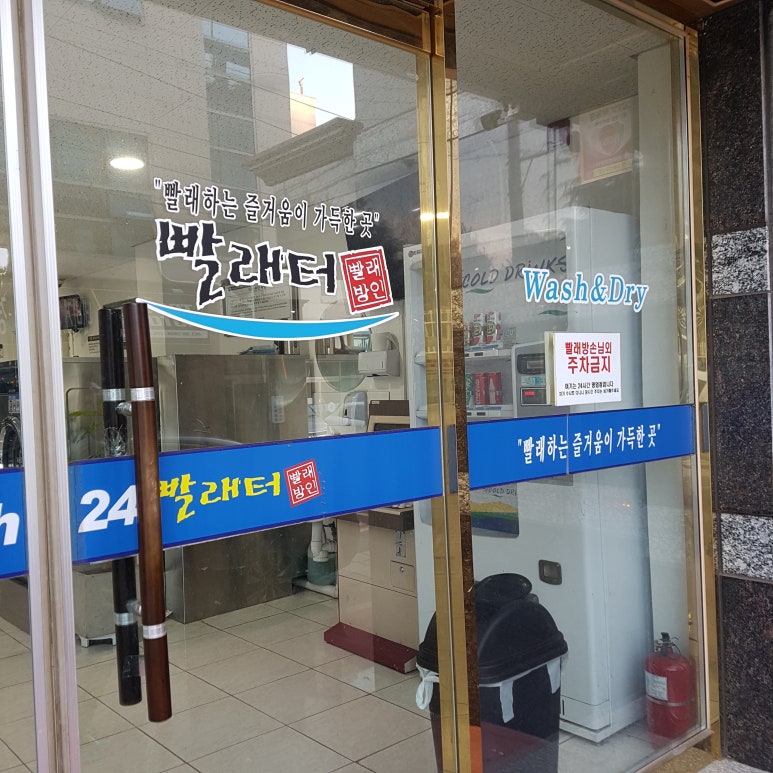 "빨래하는 즐거움이 가득한 곳"
빨래터
빨래
방인
COLD DRINKS
Wash&Dry
빨래방손님외
주차금지
h 24 빨래터
빨래
방인
"빨래하는 즐거움이 가득한 곳"